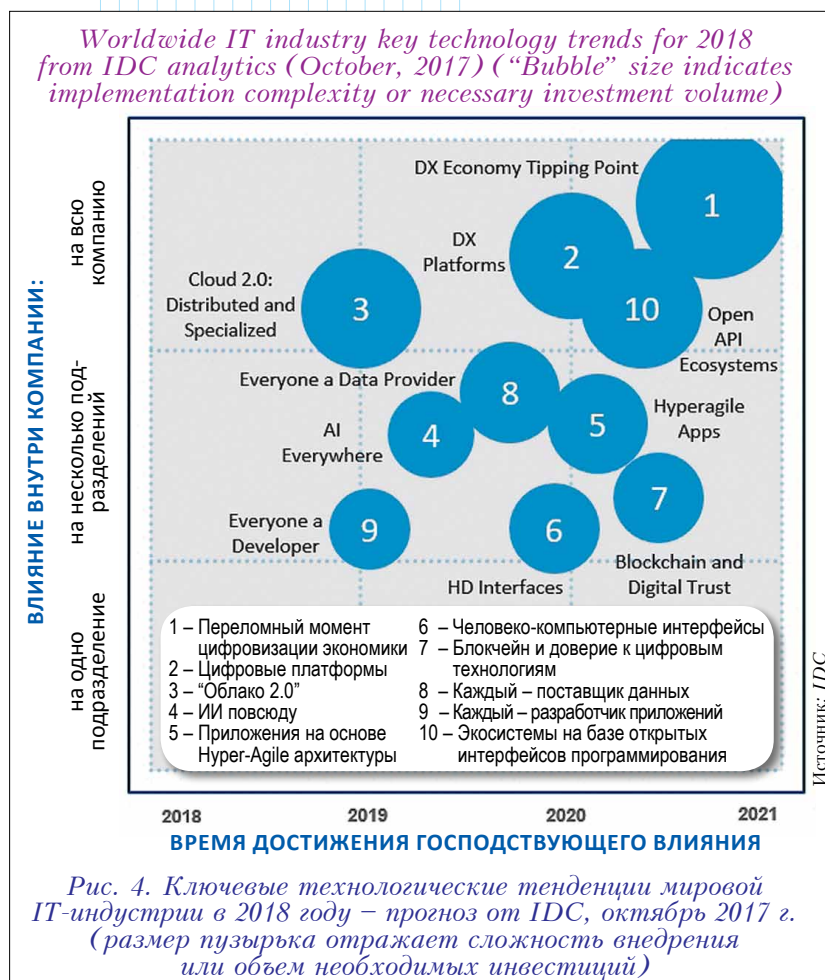 Worldwide IT industry key technology trends for 2018
from IDC analytics (October, 2017) (“Bubble” size indicates
implementation complexity or necessary investment volume)
ВЛИЯНИЕ ВНУТРИ КОМПАНИИ:
на всю
компанию
на несколько под-
разделений
на одно
подразделение
DX Economy Tipping Point
1
DX
Platforms
2
Cloud 2.0:
Distributed and
Specialized
3
10
Open
API
Ecosystems
Everyone a Data Provider
8
AI
Everywhere
4
5
Hyperagile
Apps
Everyone a
Developer
9
6
HD Interfaces
7
Blockchain and
Digital Trust
1 – Переломный момент
цифровизации экономики
2 – Цифровые платформы
3 – “Облако 2.0”
4 – ИИ повсюду
5 – Приложения на основе
Hyper-Agile архитектуры
6 – Человеко-компьютерные интерфейсы
7 – Блокчейн и доверие к цифровым
технологиям
8 – Каждый – поставщик данных
9 – Каждый – разработчик приложений
10 – Экосистемы на базе открытых
интерфейсов программирования
Источник: IDC
2018 2019 2020 2021
ВРЕМЯ ДОСТИЖЕНИЯ ГОСПОДСТВУЮЩЕГО ВЛИЯНИЯ
Рис. 4. Ключевые технологические тенденции мировой
IT-индустрии в 2018 году – прогноз от IDC, октябрь 2017 г.
(размер пузырька отражает сложность внедрения
или объем необходимых инвестиций)